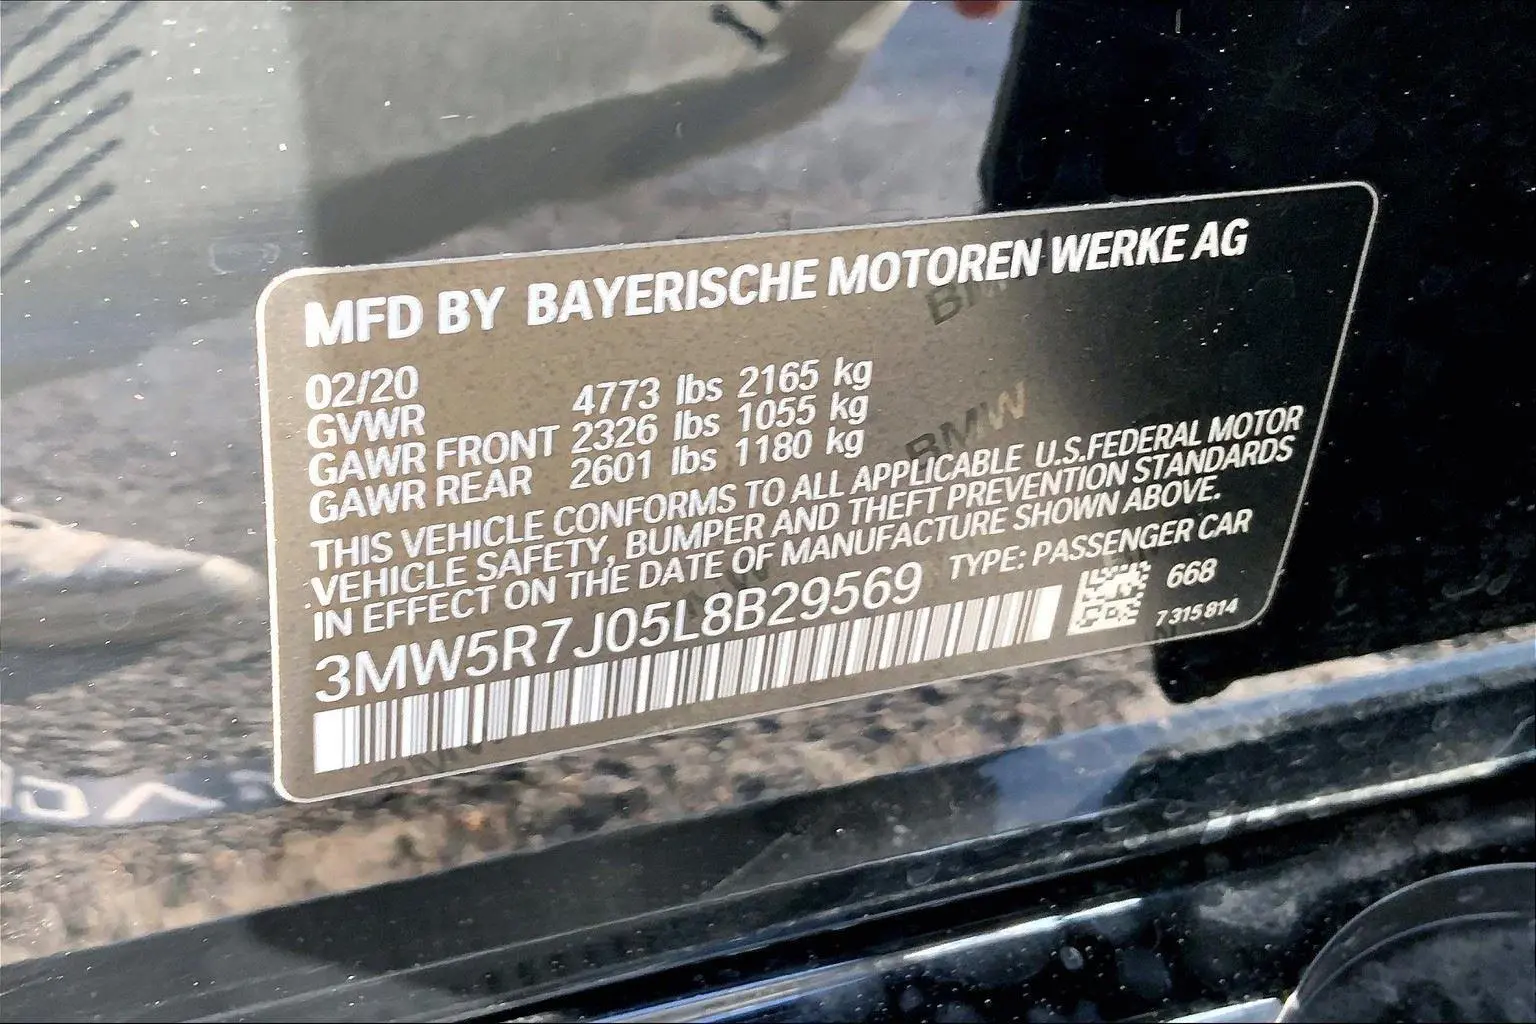 MFD BY BAYERISCHE MOTOREN WERKE AG
02/20
GVWR 4773 lbs 2165 kg
GAWR FRONT 2326 lbs 1055 kg
GAWR REAR 2601 lbs 1180 kg
THIS VEHICLE CONFORMS TO ALL APPLICABLE U.S.FEDERAL MOTOR
VEHICLE SAFETY, BUMPER AND THEFT PREVENTION STANDARDS
IN EFFECT ON THE DATE OF MANUFACTURE SHOWN ABOVE.
3MW5R7J05L8B29569 TYPE: PASSENGER CAR
668
7 315 814
BMW
BMW